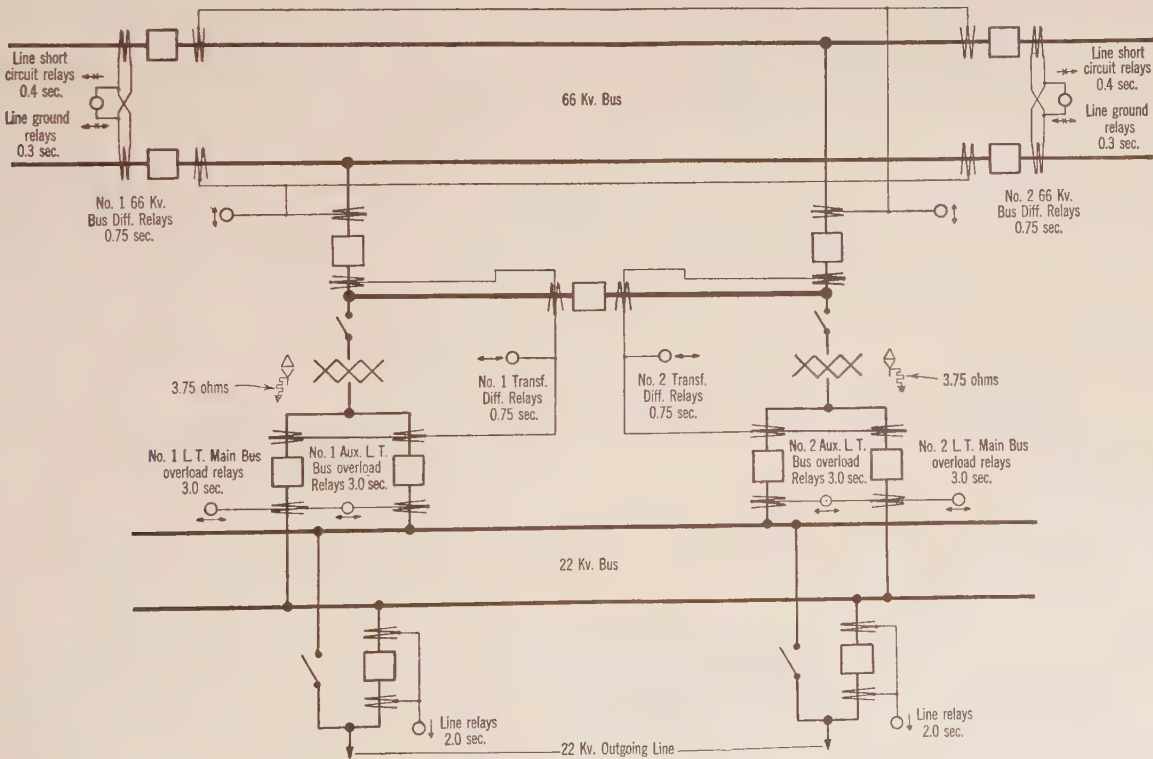 Line short
circuit relays
0.4 sec.
Line ground
relays
0.3 sec.
66 Kv. Bus
Line short
circuit relays
0.4 sec.
Line ground
relays
0.3 sec.
No. 1 66 Kv.
Bus Diff. Relays
0.75 sec.
No. 2 66 Kv.
Bus Diff. Relays
0.75 sec.
3.75 ohms
No. 1 Transf.
Diff. Relays
0.75 sec.
No. 2 Transf.
Diff. Relays
0.75 sec.
3.75 ohms
No. 1 L.T. Main Bus
overload relays
3.0 sec.
No. 1 Aux. L.T.
Bus overload
Relays 3.0 sec.
No. 2 Aux. L.T.
Bus overload
Relays 3.0 sec.
No. 2 L.T. Main Bus
overload relays
3.0 sec.
22 Kv. Bus
Line relays
2.0 sec.
Line relays
2.0 sec.
22 Kv. Outgoing Line